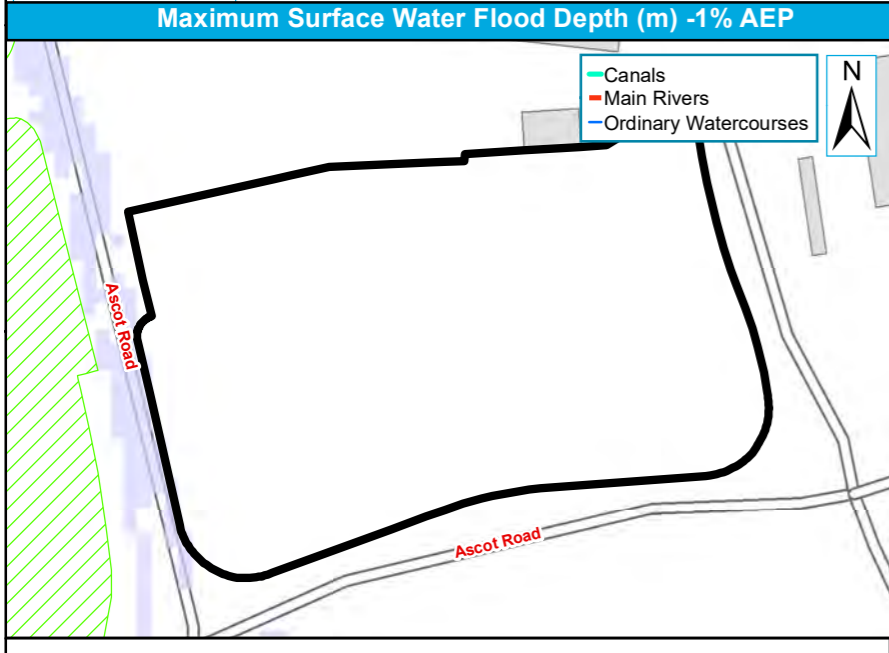 Maximum Surface Water Flood Depth (m) -1% AEP
Canals
Main Rivers
Ordinary Watercourses
N
Ascot Road
Ascot Road